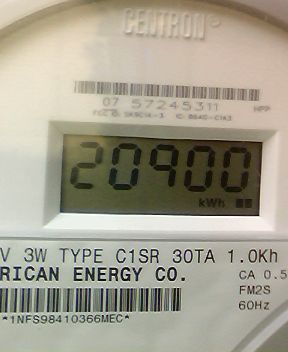 CENTRON®
07 57245311 HPP
20900
kWh
V 3W TYPE C1SR 30TA 1.0Kh
RICAN ENERGY CO. CA 0.5
FM2S
*1NFS98410366MEC* 60Hz